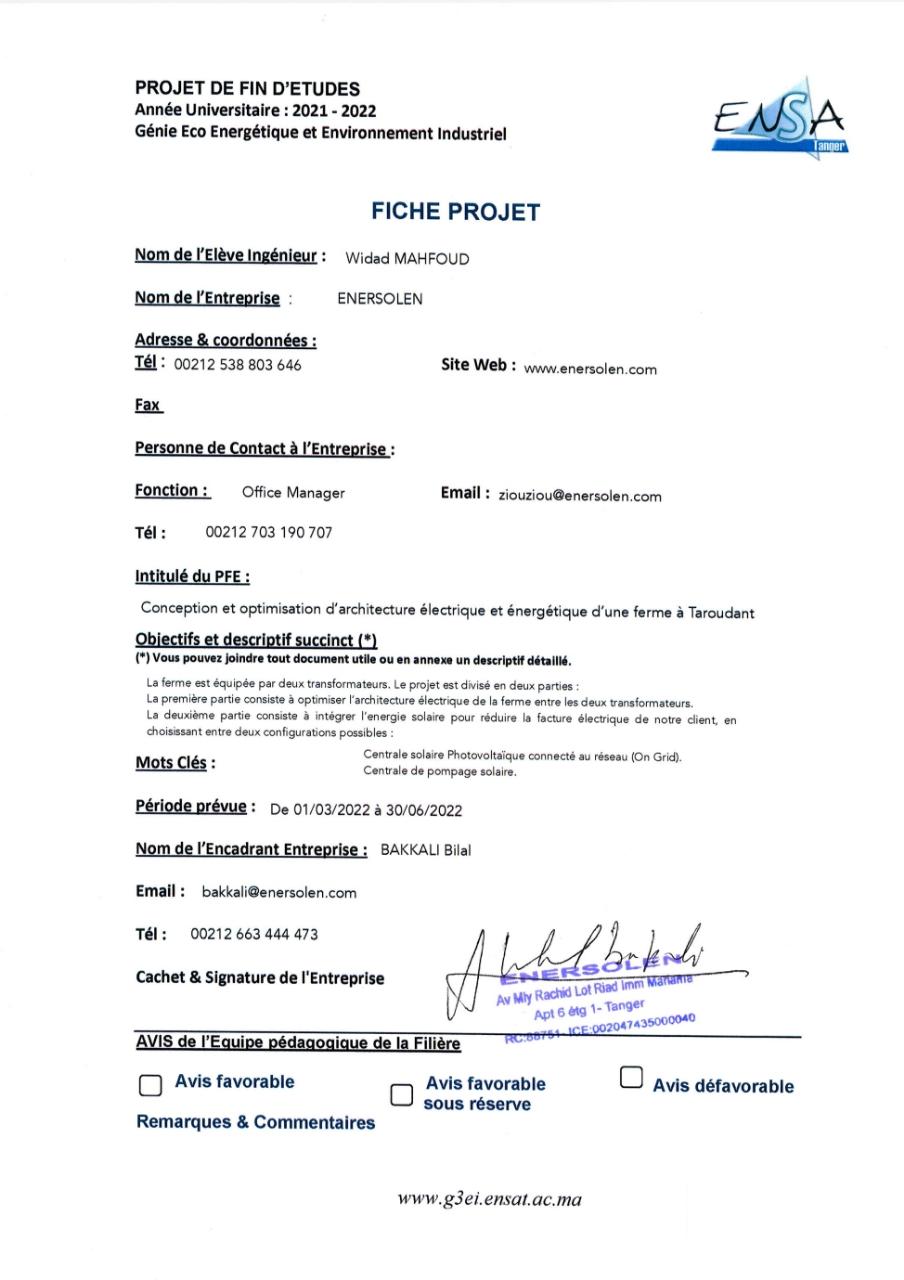 PROJET DE FIN D'ETUDES
Année Universitaire : 2021 - 2022
Génie Eco Energétique et Environnement Industriel
ENSA
Tanger
FICHE PROJET
Nom de l'Elève Ingénieur : Widad MAHFOUD
Nom de l'Entreprise : ENERSOLEN
Adresse & coordonnées :
Tél : 00212 538 803 646 Site Web : www.enersolen.com
Fax
Personne de Contact à l'Entreprise :
Fonction : Office Manager Email : ziouziou@enersolen.com
Tél : 00212 703 190 707
Intitulé du PFE :
Conception et optimisation d'architecture électrique et énergétique d'une ferme à Taroudant
Objectifs et descriptif succinct (*)
(*) Vous pouvez joindre tout document utile ou en annexe un descriptif détaillé.
La ferme est équipée par deux transformateurs. Le projet est divisé en deux parties :
La première partie consiste à optimiser l'architecture électrique de la ferme entre les deux transformateurs.
La deuxième partie consiste à intégrer l'energie solaire pour réduire la facture électrique de notre client, en
choisissant entre deux configurations possibles :
Centrale solaire Photovoltaïque connecté au réseau (On Grid).
Mots Clés :
Centrale de pompage solaire.
Période prévue : De 01/03/2022 à 30/06/2022
Nom de l'Encadrant Entreprise : BAKKALI Bilal
Email : bakkali@enersolen.com
Tél : 00212 663 444 473
Cachet & Signature de l'Entreprise
ENERSOLEN
Av Mly Rachid Lot Riad Imm
Apt 6 étg 1- Tanger
RC:88751- ICE:002047435000040
AVIS de l'Equipe pédagogique de la Filière
Avis favorable
Avis favorable
sous réserve
Avis défavorable
Remarques & Commentaires
www.g3ei.ensat.ac.ma